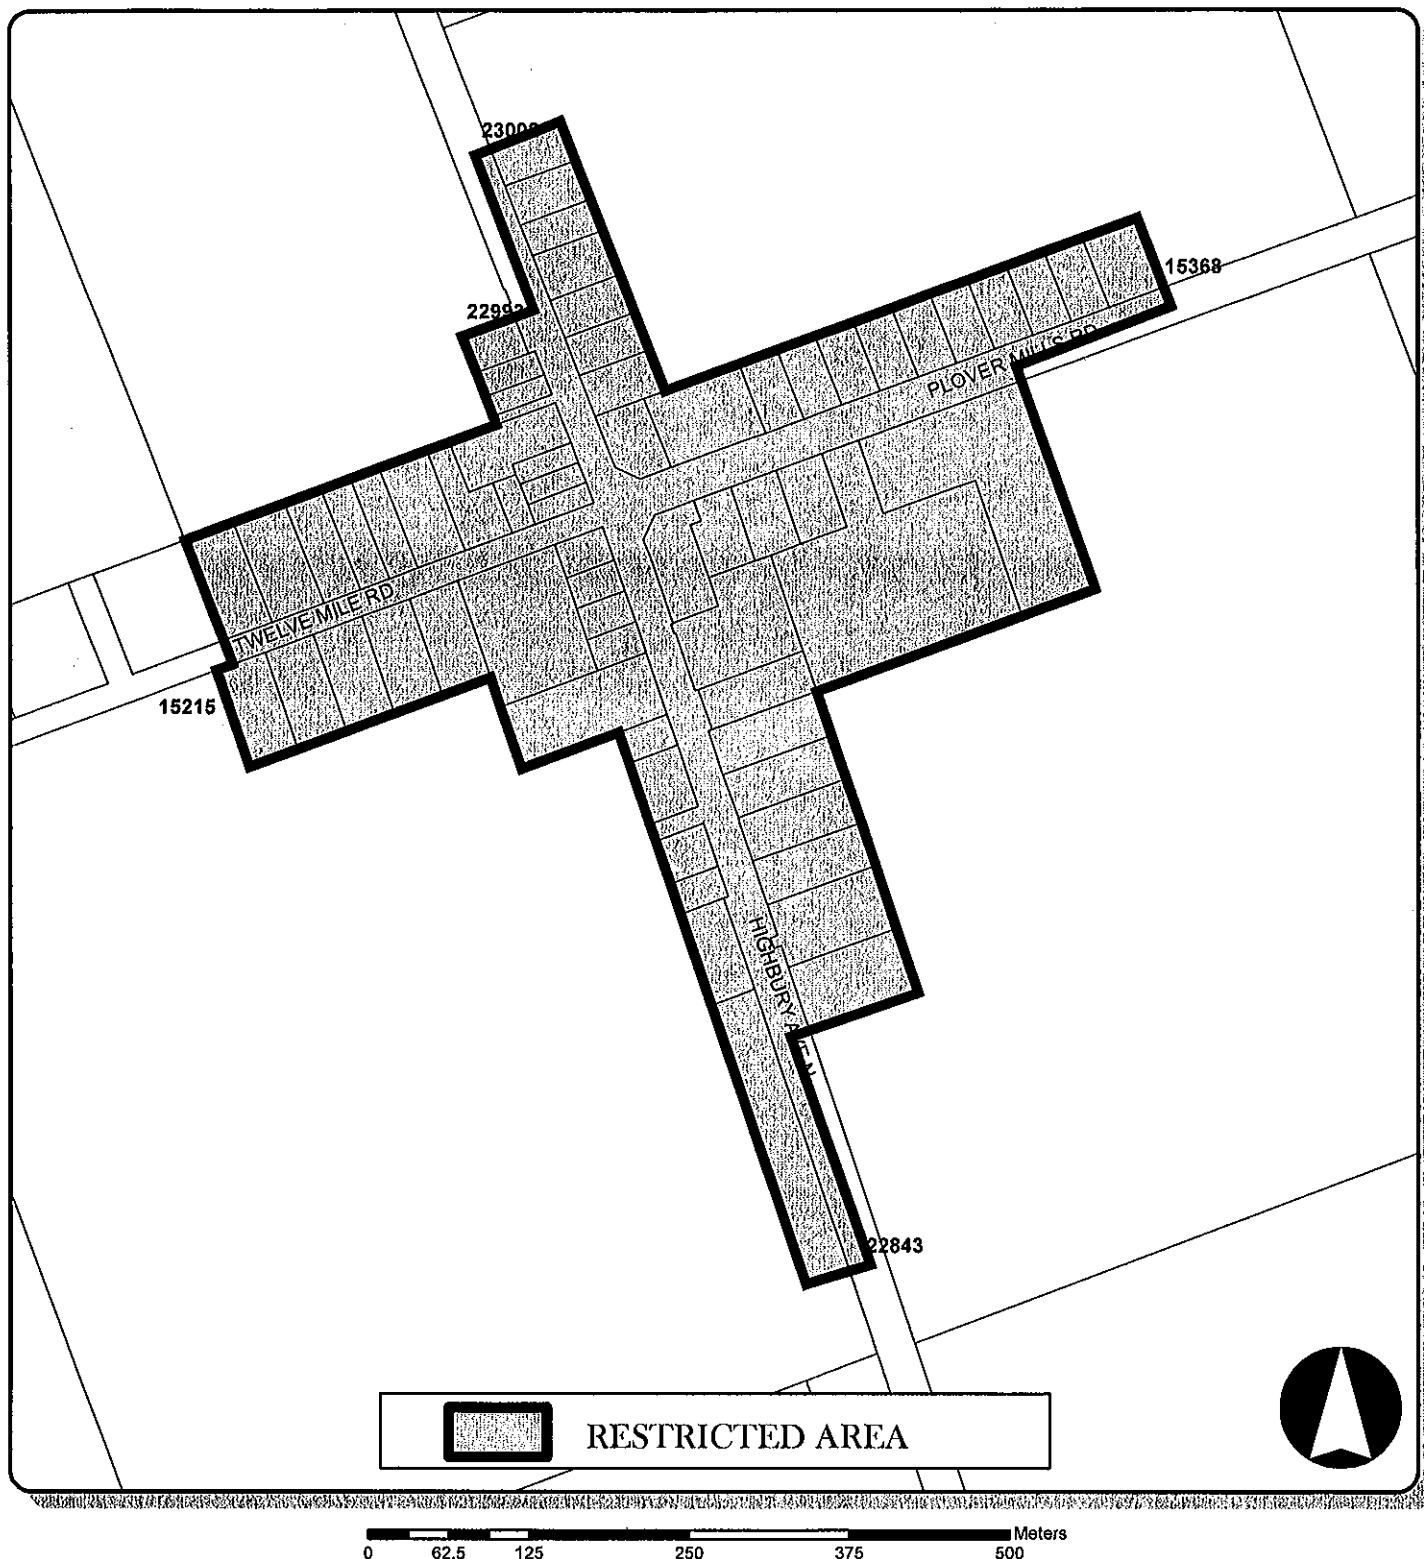 15368
PLOVER MILLS RD
TWELVE MILE RD
15215
HIGHBURY AVE N
22843
RESTRICTED AREA
Meters
0 62.5 125 250 375 500